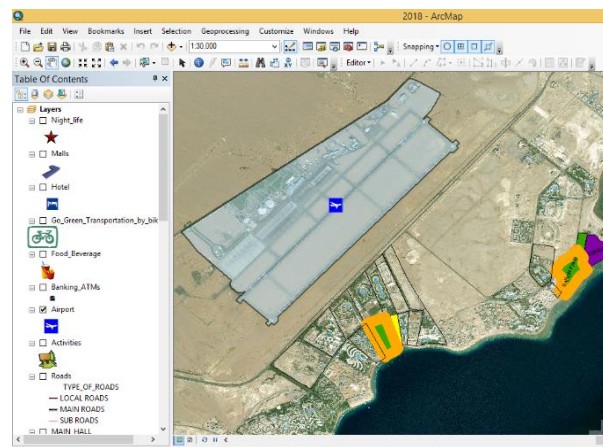 2018 - ArcMap
File Edit View Bookmarks Insert Selection Geoprocessing Customize Windows Help
1:30,000
Snapping
Editor
Table Of Contents
Layers
Night_life
Malls
Hotel
Go_Green_Transportation_by_bik
Food_Beverage
Banking_ATMs
Airport
Activities
Roads
TYPE_OF_ROADS
LOCAL ROADS
MAIN ROADS
SUB ROADS
MAIN_HALL